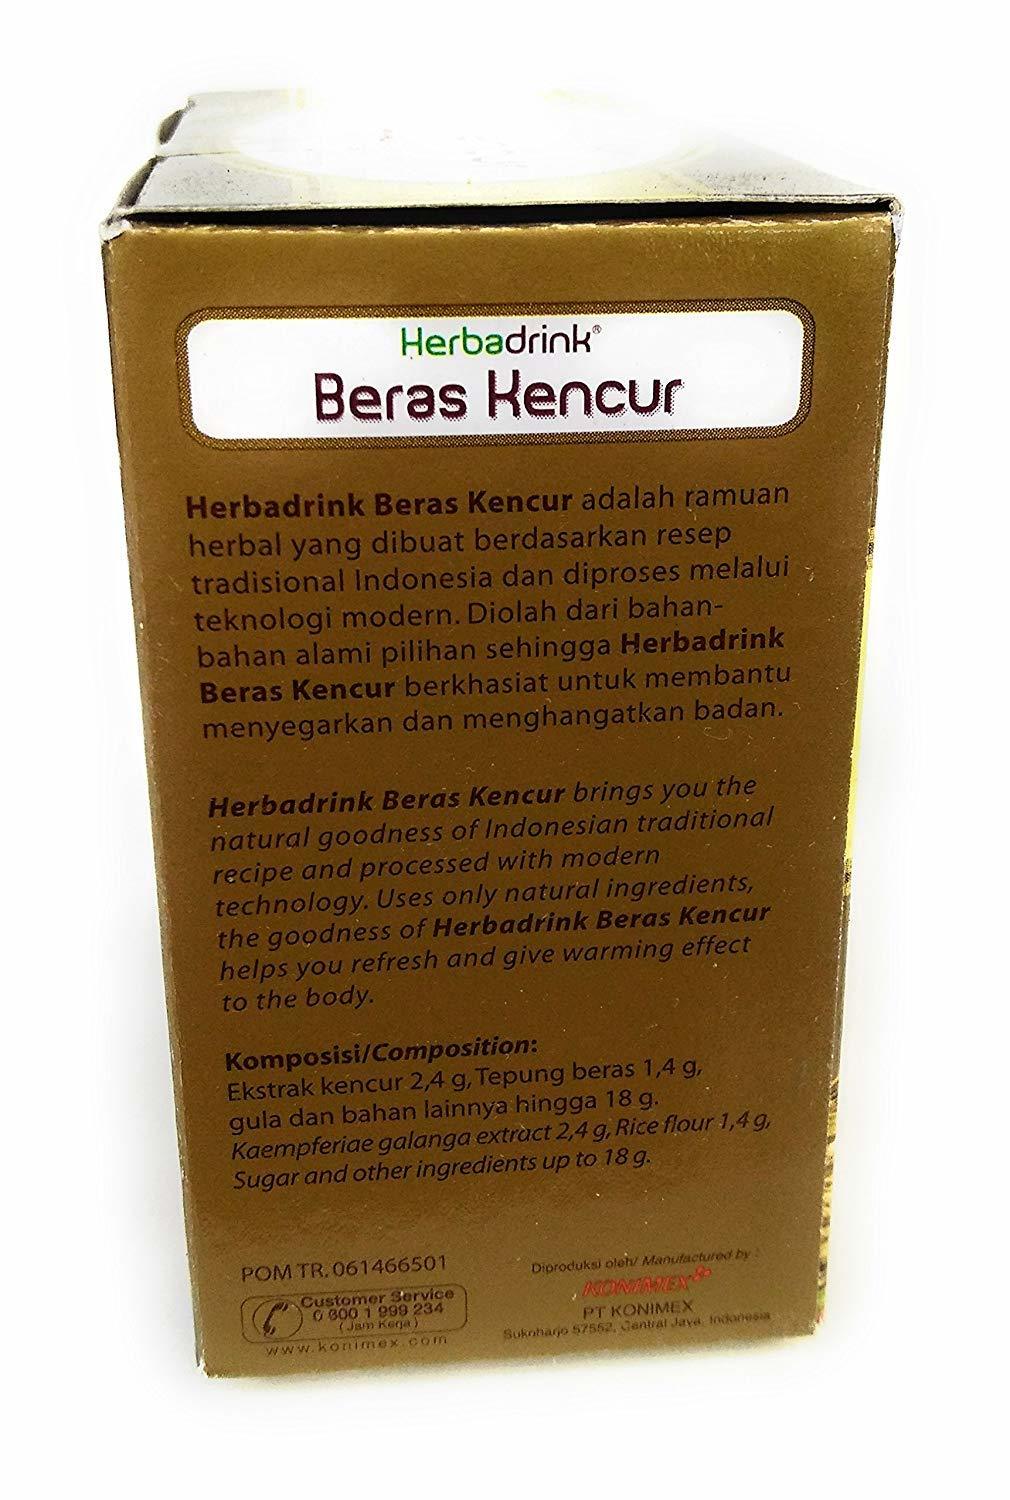 Herbadrink®
Beras Kencur
Herbadrink Beras Kencur adalah ramuan
herbal yang dibuat berdasarkan resep
tradisional Indonesia dan diproses melalui
teknologi modern. Diolah dari bahan-
bahan alami pilihan sehingga Herbadrink
Beras Kencur berkhasiat untuk membantu
menyegarkan dan menghangatkan badan.
Herbadrink Beras Kencur brings you the
natural goodness of Indonesian traditional
recipe and processed with modern
technology. Uses only natural ingredients,
the goodness of Herbadrink Beras Kencur
helps you refresh and give warming effect
to the body.
Komposisi/Composition:
Ekstrak kencur 2,4 g, Tepung beras 1,4 g,
gula dan bahan lainnya hingga 18 g.
Kaempferiae galanga extract 2,4 g, Rice flour 1,4 g,
Sugar and other ingredients up to 18 g.
POM TR. 061466501
Customer Service
0 800 1 999 234
(Jam Kerja)
www.konimex.com
Diproduksi oleh/ Manufactured by :
KONIMEX
PT KONIMEX
Sukoharjo 57552, Central Java, Indonesia